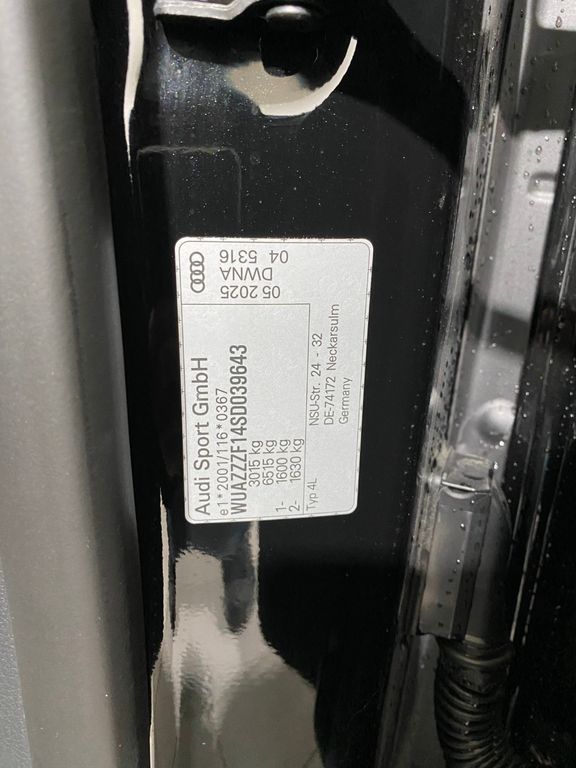 Audi Sport GmbH
e1*2001/116*0367
WUAZZZF14SD039643
3015 kg
6515 kg
1- 1600 kg
2- 1630 kg
Typ 4L
NSU-Str. 24 - 32
DE-74172 Neckarsulm
Germany
05 2025
DWNA
04 5316